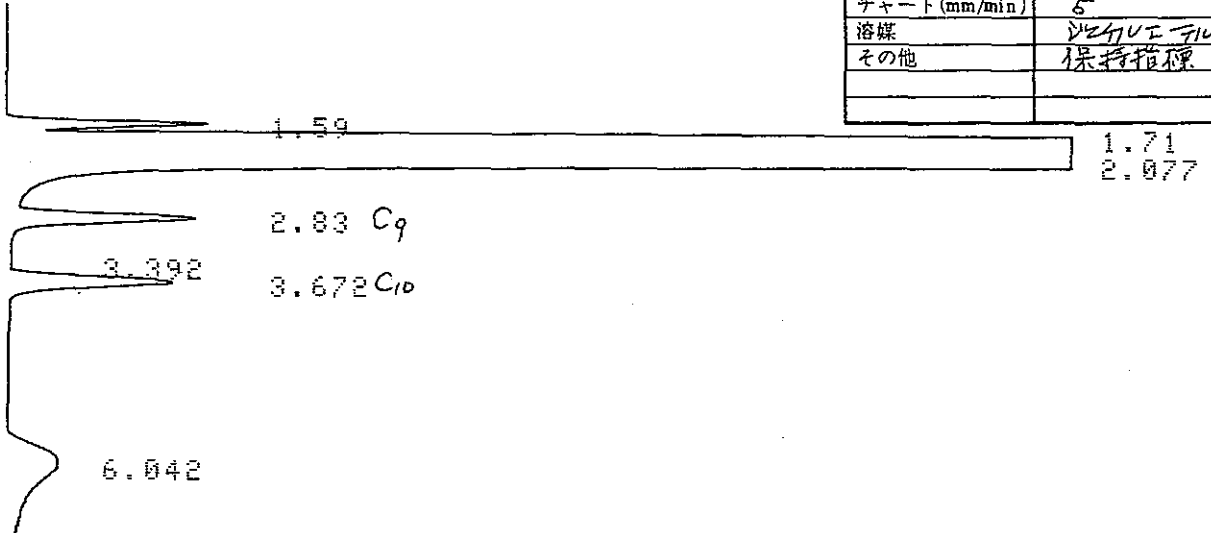 チャート(mm/min) 5
溶媒 ジエチルエーテル
その他 保持指標
1.59
1.71
2.077
2.83 C9
3.392
3.672 C10
6.042